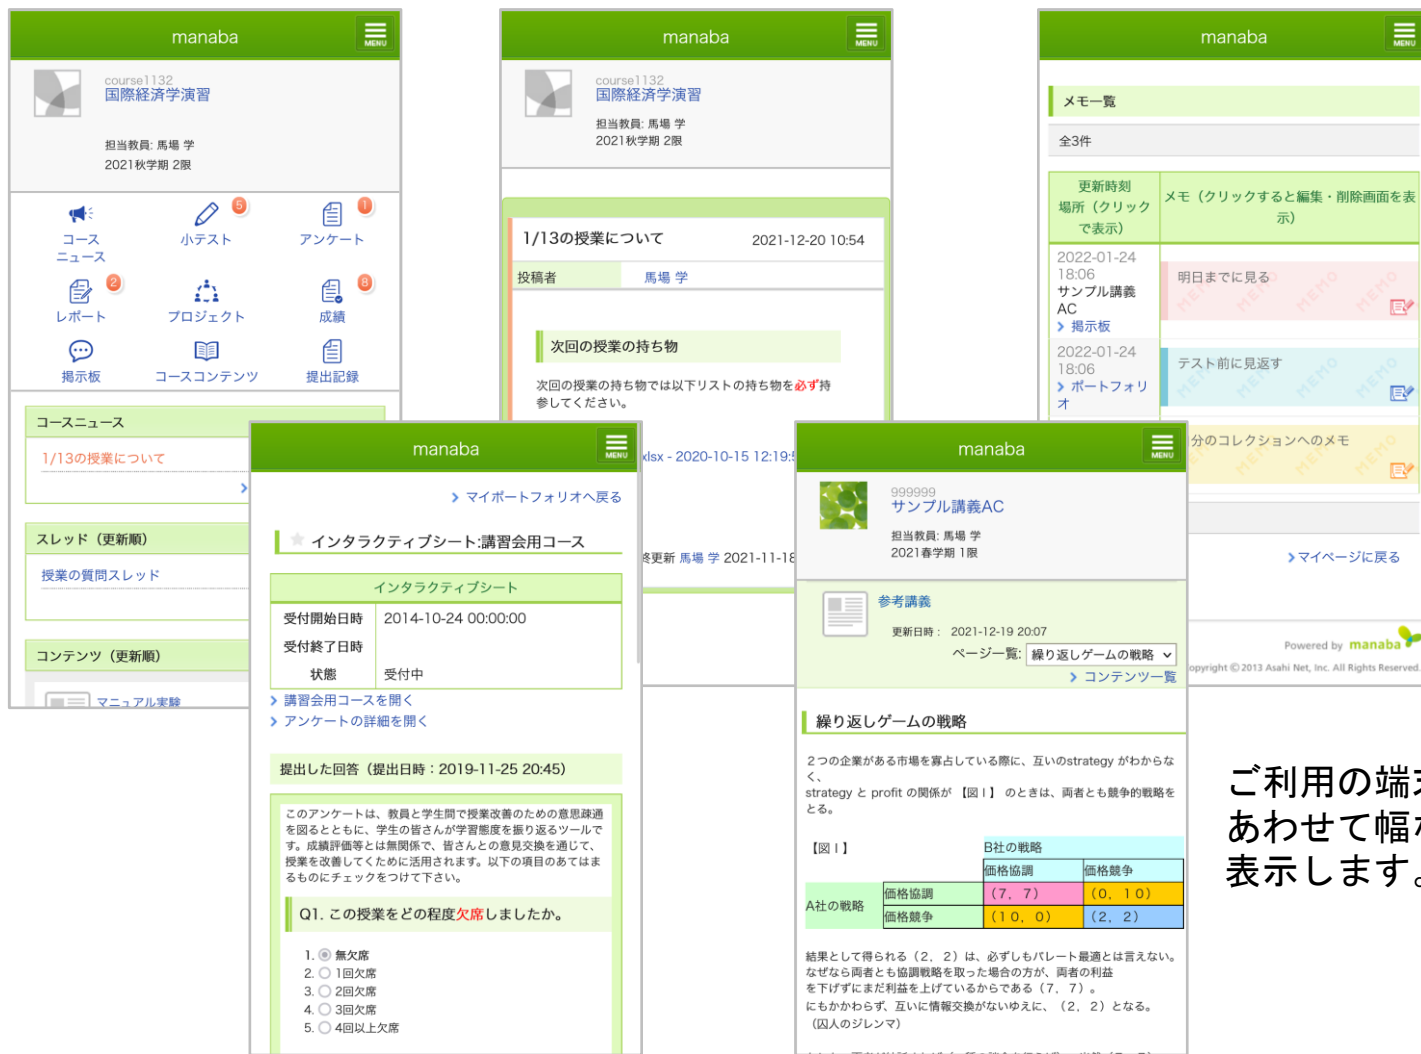 manaba
MENU
course1132
国際経済学演習
担当教員: 馬場 学
2021秋学期 2限
コース
ニュース
5
小テスト
1
アンケート
2
レポート
プロジェクト
8
成績
掲示板
コースコンテンツ
提出記録
コースニュース
1/13の授業について
スレッド（更新順）
授業の質問スレッド
コンテンツ（更新順）
マニュアル実験
manaba
MENU
course1132
国際経済学演習
担当教員: 馬場 学
2021秋学期 2限
1/13の授業について 2021-12-20 10:54
投稿者 馬場 学
次回の授業の持ち物
次回の授業の持ち物では以下リストの持ち物を必ず持
参してください。
xlsx - 2020-10-15 12:19:5
終更新 馬場 学 2021-11-18
manaba
MENU
メモ一覧
全3件
更新時刻
場所（クリック
で表示）
メモ（クリックすると編集・削除画面を表
示）
2022-01-24
18:06
サンプル講義
AC
掲示板
明日までに見る
2022-01-24
18:06
ポートフォリ
オ
テスト前に見返す
分のコレクションへのメモ
マイページに戻る
Powered by manaba
opyright © 2013 Asahi Net, Inc. All Rights Reserved.
manaba
MENU
マイポートフォリオへ戻る
インタラクティブシート:講習会用コース
インタラクティブシート
受付開始日時 2014-10-24 00:00:00
受付終了日時
状態 受付中
講習会用コースを開く
アンケートの詳細を開く
提出した回答（提出日時：2019-11-25 20:45）
このアンケートは、教員と学生間で授業改善のための意思疎通
を図るとともに、学生の皆さんが学習態度を振り返るツールで
す。成績評価等とは無関係で、皆さんとの意見交換を通じて、
授業を改善してくために活用されます。以下の項目のあてはま
るものにチェックをつけて下さい。
Q1. この授業をどの程度欠席しましたか。
1. 無欠席
2. 1回欠席
3. 2回欠席
4. 3回欠席
5. 4回以上欠席
manaba
MENU
999999
サンプル講義AC
担当教員: 馬場 学
2021春学期 1限
参考講義
更新日時： 2021-12-19 20:07
ページ一覧: 繰り返しゲームの戦略
コンテンツ一覧
繰り返しゲームの戦略
２つの企業がある市場を寡占している際に、互いのstrategy がわからな
く、
strategy と profit の関係が 【図１】 のときは、両者とも競争的戦略を
とる。
【図１】 B社の戦略
価格協調 価格競争
A社の戦略 価格協調 （７，７） （０，１０）
価格競争 （１０，０） （２，２）
結果として得られる（２，２）は、必ずしもパレート最適とは言えない。
なぜなら両者とも協調戦略を取った場合の方が、両者の利益
を下げずにまだ利益を上げているからである（７，７）。
にもかかわらず、互いに情報交換がないゆえに、（２，２）となる。
（囚人のジレンマ）
ご利用の端末
あわせて幅な
表示します。